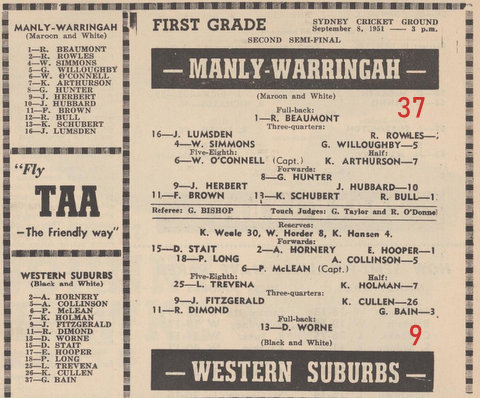 MANLY-WARRINGAH
(Maroon and White)
1—R. BEAUMONT
2—R. ROWLES
4—W. SIMMONS
5—G. WILLOUGHBY
6—W. O'CONNELL
7—K. ARTHURSON
8—G. HUNTER
9—J. HERBERT
10—J. HUBBARD
11—F. BROWN
12—R. BULL
13—K. SCHUBERT
16—J. LUMSDEN
"Fly
TAA
—The Friendly way"
WESTERN SUBURBS
(Black and White)
2—A. HORNERY
5—A. COLLINSON
6—P. McLEAN
7—K. HOLMAN
9—J. FITZGERALD
11—R. DIMOND
13—D. WORNE
15—D. STAIT
17—E. HOOPER
18—P. LONG
25—L. TREVENA
26—K. CULLEN
37—G. BAIN
FIRST GRADE
SYDNEY CRICKET GROUND
September 8, 1951 — 3 p.m.
SECOND SEMI-FINAL
— MANLY-WARRINGAH —
(Maroon and White)
37
Full-back:
1—R. BEAUMONT
Three-quarters:
16—J. LUMSDEN R. ROWLES—
4—W. SIMMONS G. WILLOUGHBY—5
Five-Eighth: Half:
6—W. O'CONNELL (Capt.) K. ARTHURSON—7
Forwards:
8—G. HUNTER
9—J. HERBERT J. HUBBARD—10
11—F. BROWN 13—K. SCHUBERT R. BULL—1
Referee: G. BISHOP Touch Judges: G. Taylor and R. O'Donne
Reserves:
K. Weale 30, W. Horder 8, K. Hansen 4.
Forwards:
15—D. STAIT 2—A. HORNERY E. HOOPER—1
18—P. LONG A. COLLINSON—5
6—P. McLEAN (Capt.)
Five-Eighth: Half:
25—L. TREVENA K. HOLMAN—7
Three-quarters:
9—J. FITZGERALD K. CULLEN—26
11—R. DIMOND G. BAIN—3
Full-back:
13—D. WORNE
9
(Black and White)
— WESTERN SUBURBS —